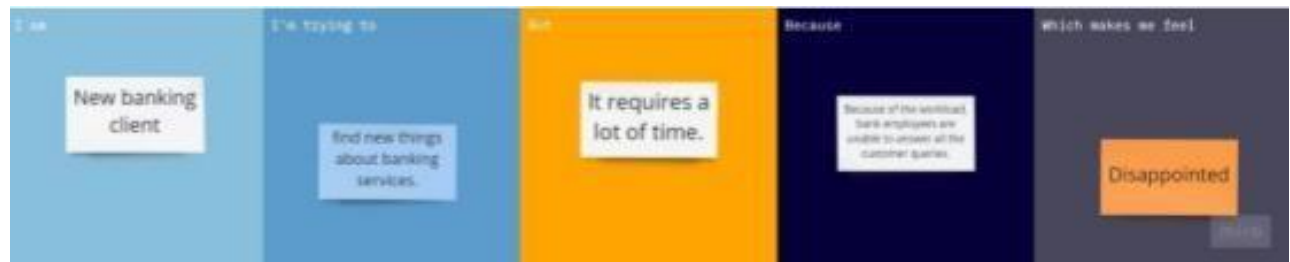 I am
I'm trying to
But
Because
Which makes me feel
New banking
client
find new things
about banking
services.
It requires a
lot of time.
Because of the workload,
bank employees are
unable to answer all the
customer queries.
Disappointed
miro